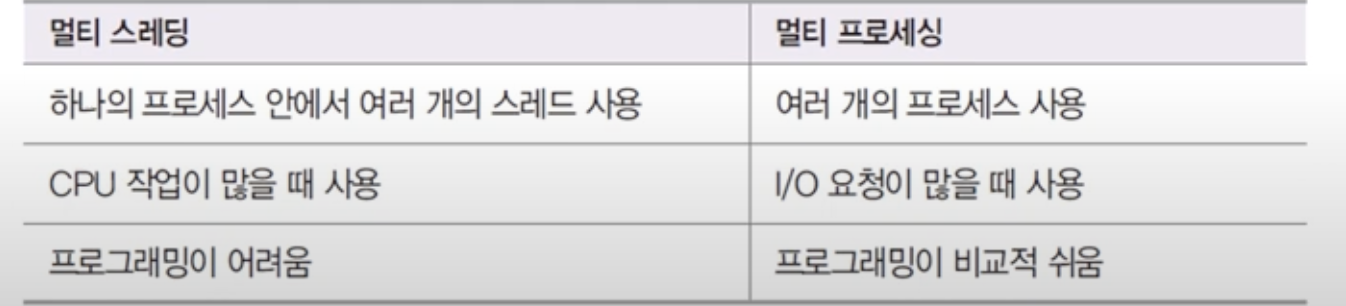 멀티 스레딩 멀티 프로세싱
하나의 프로세스 안에서 여러 개의 스레드 사용 여러 개의 프로세스 사용
CPU 작업이 많을 때 사용 I/O 요청이 많을 때 사용
프로그래밍이 어려움 프로그래밍이 비교적 쉬움